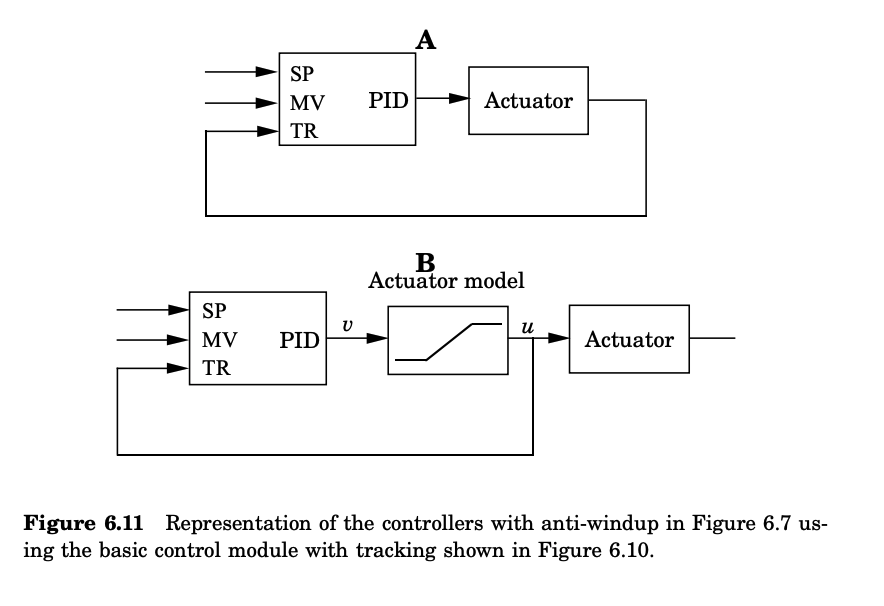 A
SP
MV PID Actuator
TR
B
Actuator model
SP
v u
MV PID Actuator
TR
Figure 6.11 Representation of the controllers with anti-windup in Figure 6.7 us-
ing the basic control module with tracking shown in Figure 6.10.